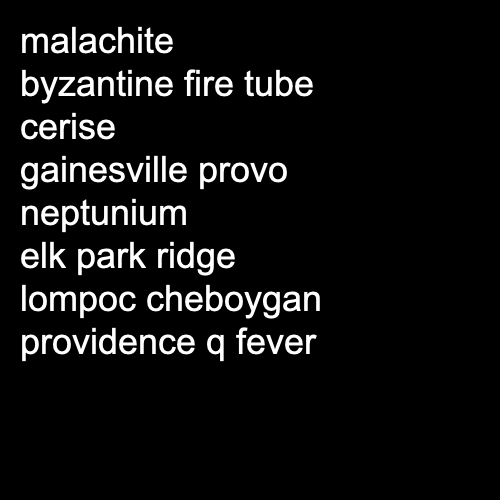 malachite
byzantine fire tube
cerise
gainesville provo
neptunium
elk park ridge
lompoc cheboygan
providence q fever